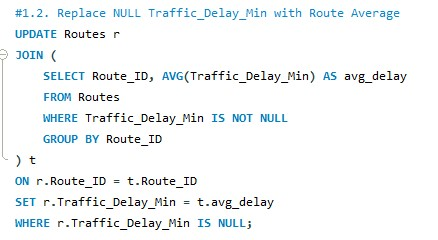 #1.2. Replace NULL Traffic_Delay_Min with Route Average
UPDATE Routes r
JOIN (
SELECT Route_ID, AVG(Traffic_Delay_Min) AS avg_delay
FROM Routes
WHERE Traffic_Delay_Min IS NOT NULL
GROUP BY Route_ID
) t
ON r.Route_ID = t.Route_ID
SET r.Traffic_Delay_Min = t.avg_delay
WHERE r.Traffic_Delay_Min IS NULL;